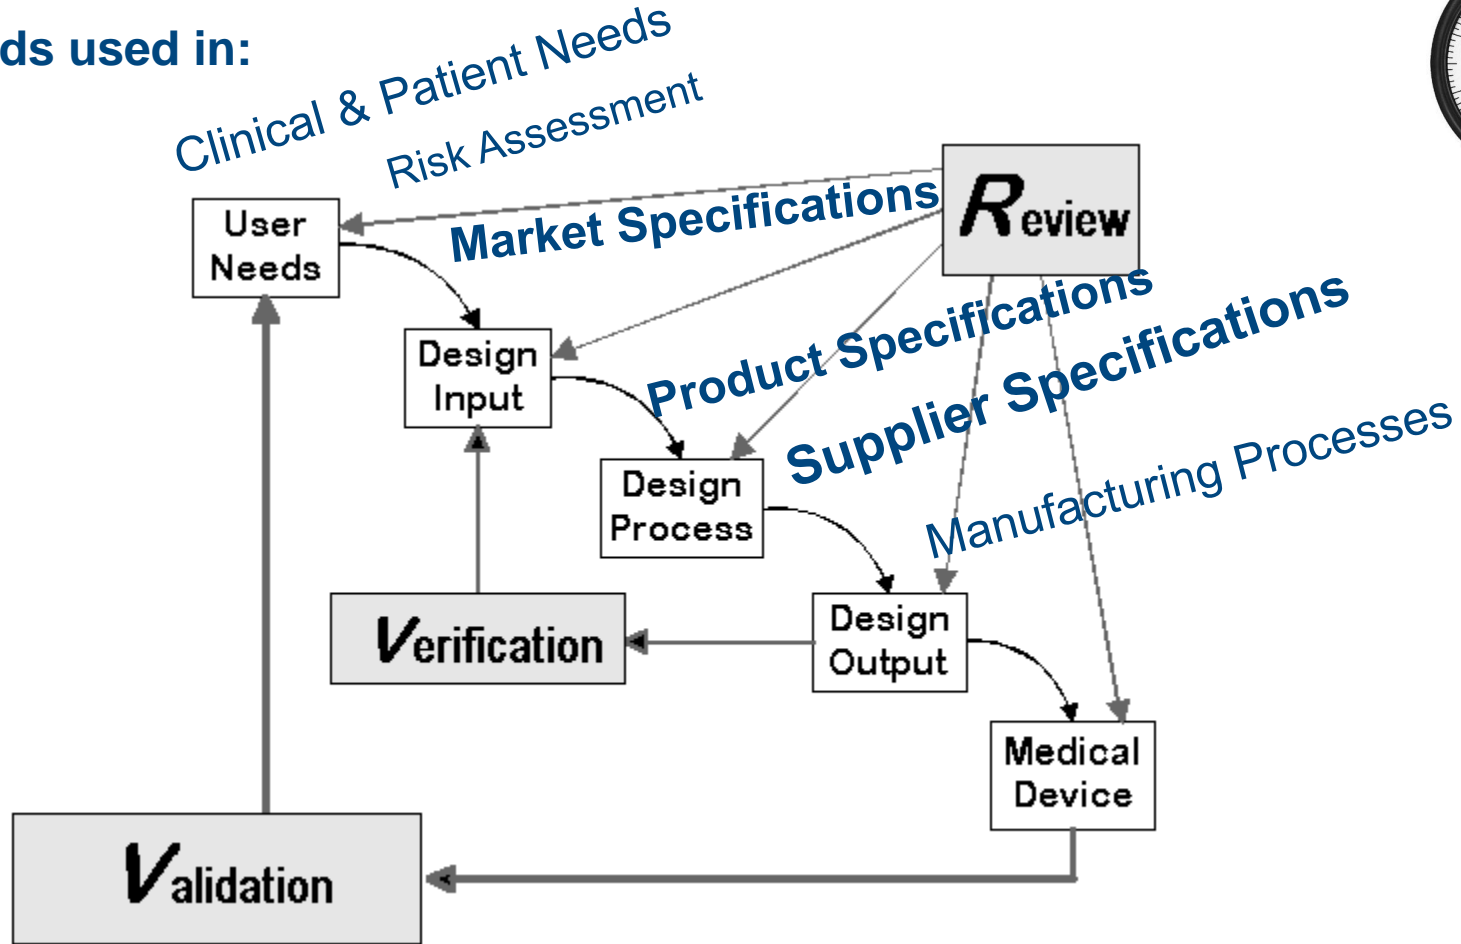 ds used in:
Clinical & Patient Needs
Risk Assessment
Market Specifications
Review
User
Needs
Product Specifications
Supplier Specifications
Design
Input
Manufacturing Processes
Design
Process
Verification
Design
Output
Medical
Device
Validation